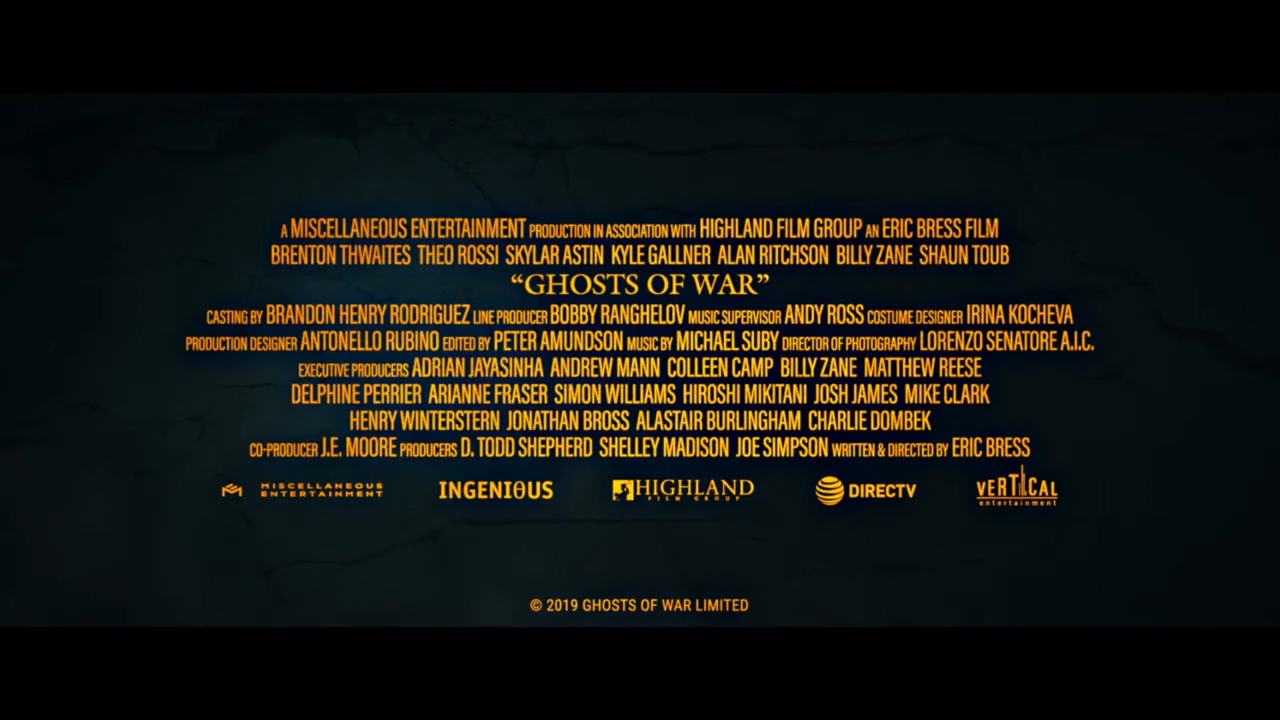 A MISCELLANEOUS ENTERTAINMENT PRODUCTION IN ASSOCIATION WITH HIGHLAND FILM GROUP AN ERIC BRESS FILM
BRENTON THWAITES THEO ROSSI SKYLAR ASTIN KYLE GALLNER ALAN RITCHSON BILLY ZANE SHAUN TOUB
“GHOSTS OF WAR”
CASTING BY BRANDON HENRY RODRIGUEZ LINE PRODUCER BOBBY RANGHELOV MUSIC SUPERVISOR ANDY ROSS COSTUME DESIGNER IRINA KOCHEVA
PRODUCTION DESIGNER ANTONELLO RUBINO EDITED BY PETER AMUNDSON MUSIC BY MICHAEL SUBY DIRECTOR OF PHOTOGRAPHY LORENZO SENATORE A.I.C.
EXECUTIVE PRODUCERS ADRIAN JAYASINHA ANDREW MANN COLLEEN CAMP BILLY ZANE MATTHEW REESE
DELPHINE PERRIER ARIANNE FRASER SIMON WILLIAMS HIROSHI MIKITANI JOSH JAMES MIKE CLARK
HENRY WINTERSTERN JONATHAN BROSS ALASTAIR BURLINGHAM CHARLIE DOMBEK
CO-PRODUCER J.E. MOORE PRODUCERS D. TODD SHEPHERD SHELLEY MADISON JOE SIMPSON WRITTEN & DIRECTED BY ERIC BRESS
MISCELLANEOUS ENTERTAINMENT INGENIOUS HIGHLAND FILM GROUP DIRECTV VERTICAL entertainment
© 2019 GHOSTS OF WAR LIMITED